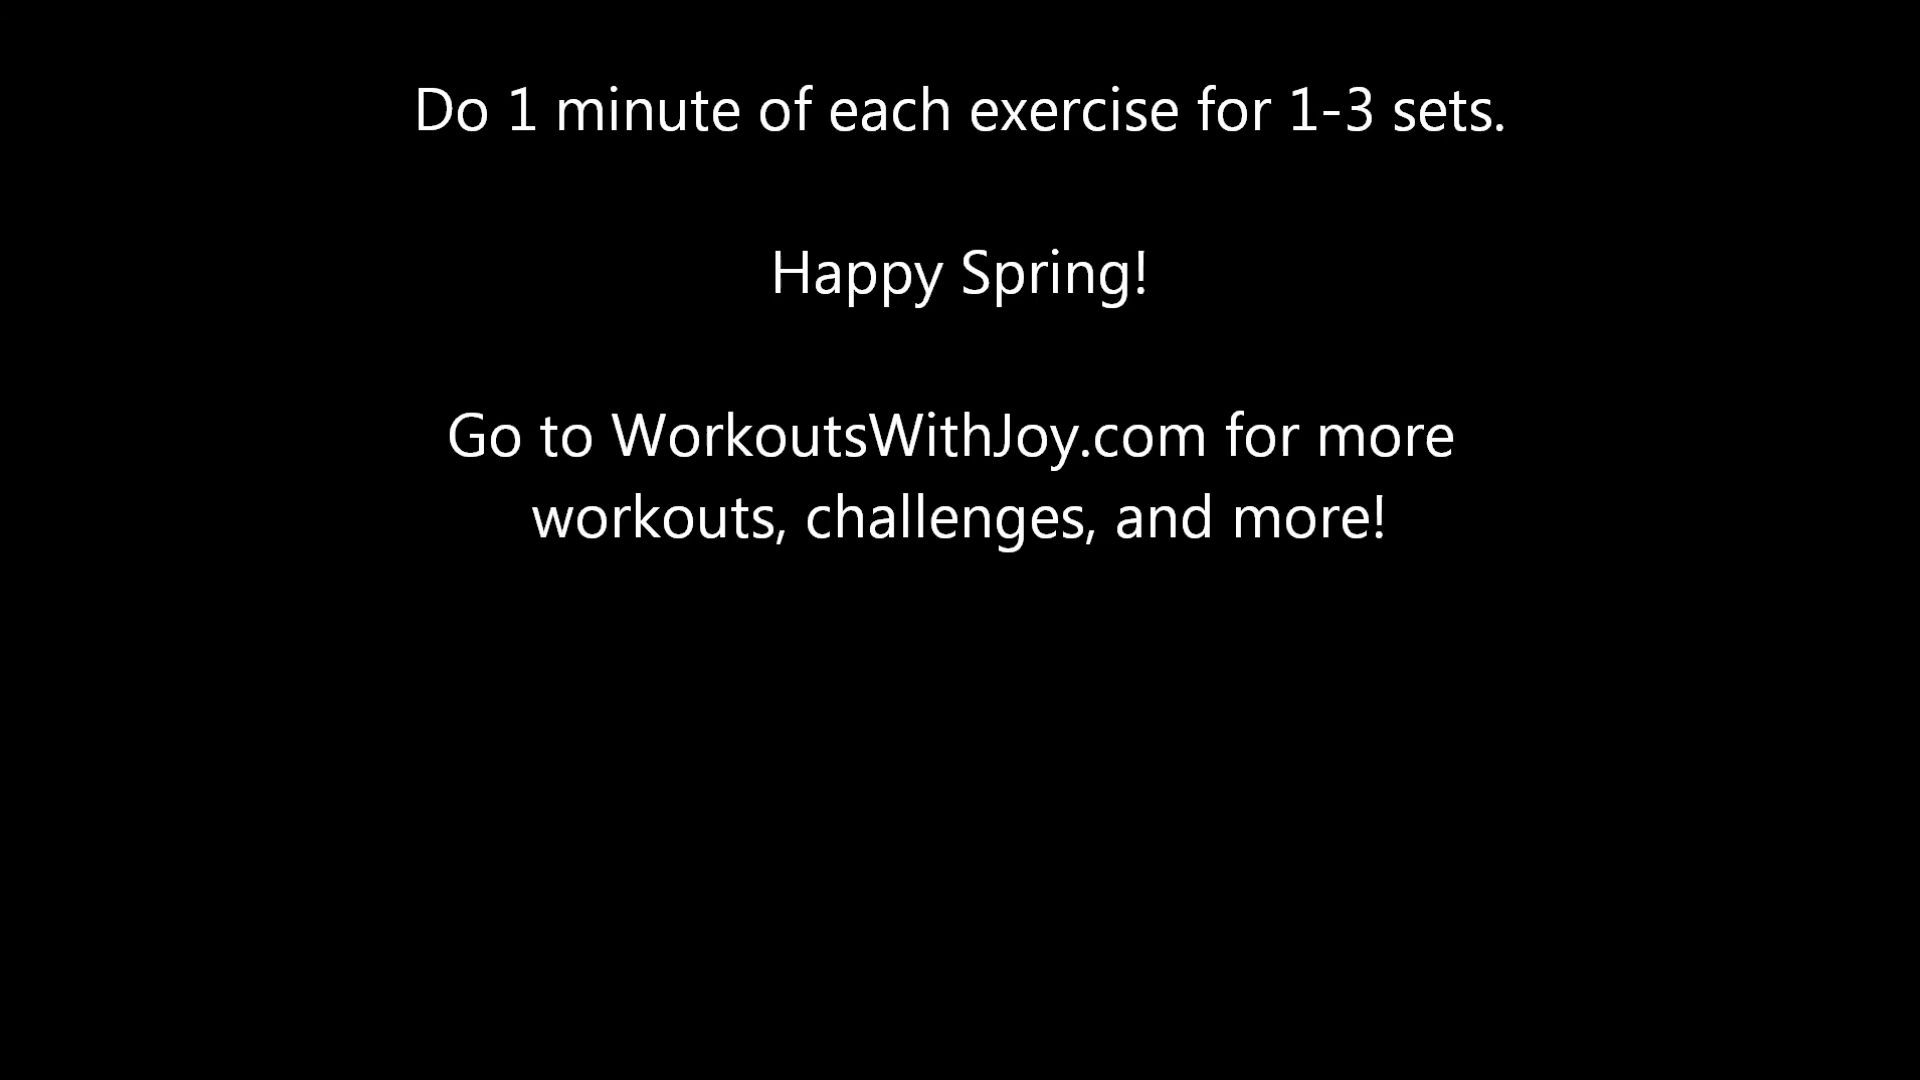 Do 1 minute of each exercise for 1-3 sets.
Happy Spring!
Go to WorkoutsWithJoy.com for more
workouts, challenges, and more!